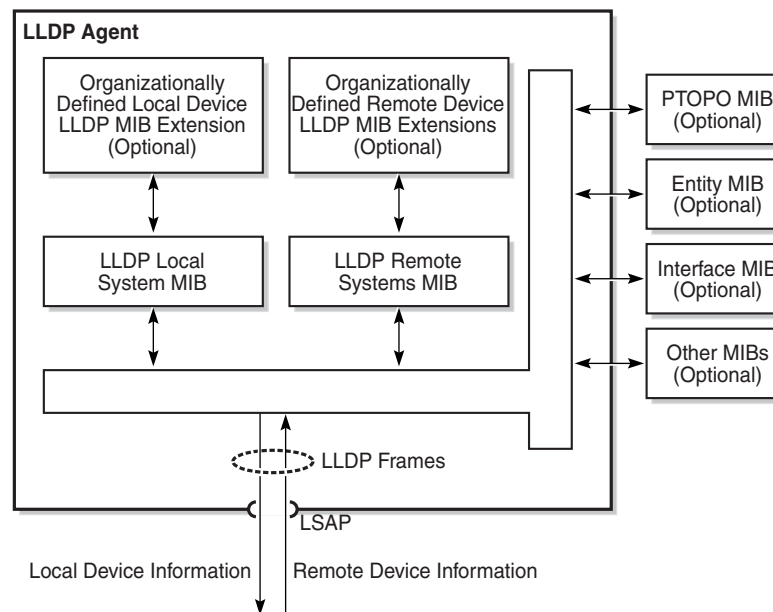 LLDP Agent
Organizationally
Defined Local Device
LLDP MIB Extension
(Optional)
Organizationally
Defined Remote Device
LLDP MIB Extensions
(Optional)
PTOPO MIB
(Optional)
Entity MIB
(Optional)
LLDP Local
System MIB
LLDP Remote
Systems MIB
Interface MIB
(Optional)
Other MIBs
(Optional)
LLDP Frames
LSAP
Local Device Information
Remote Device Information